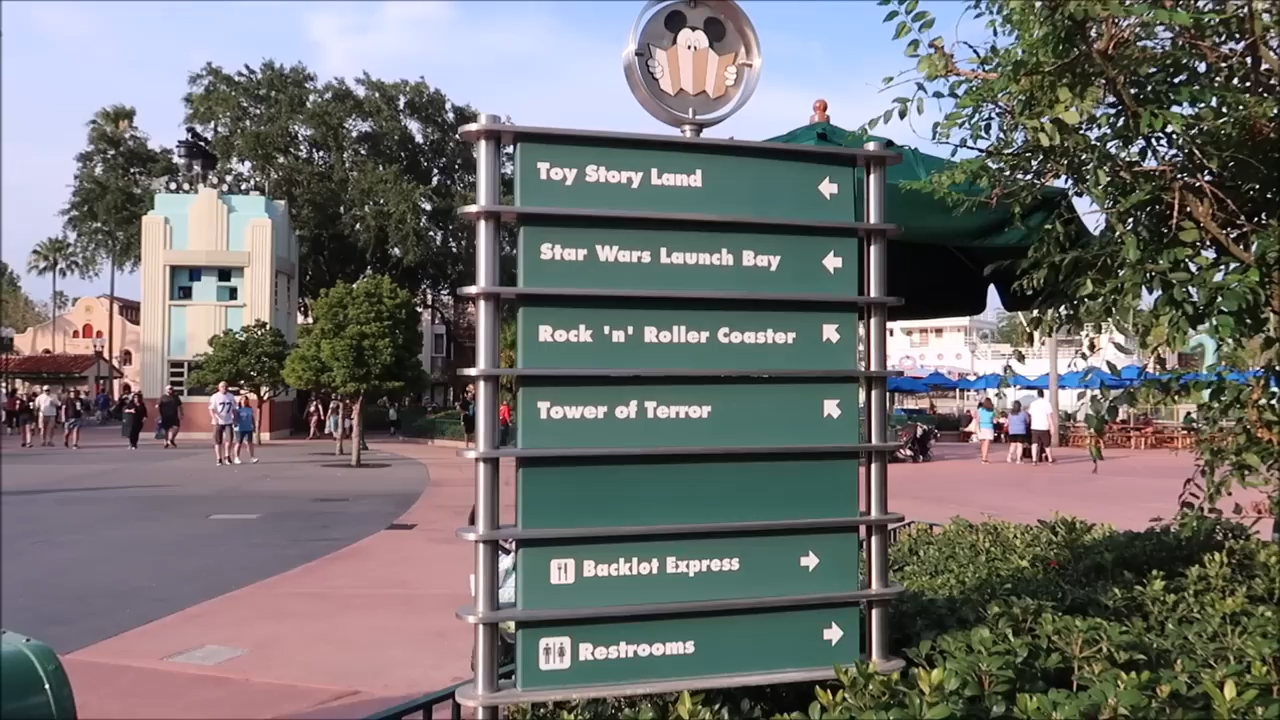 Toy Story Land
Star Wars Launch Bay
Rock 'n' Roller Coaster
Tower of Terror
Backlot Express
Restrooms